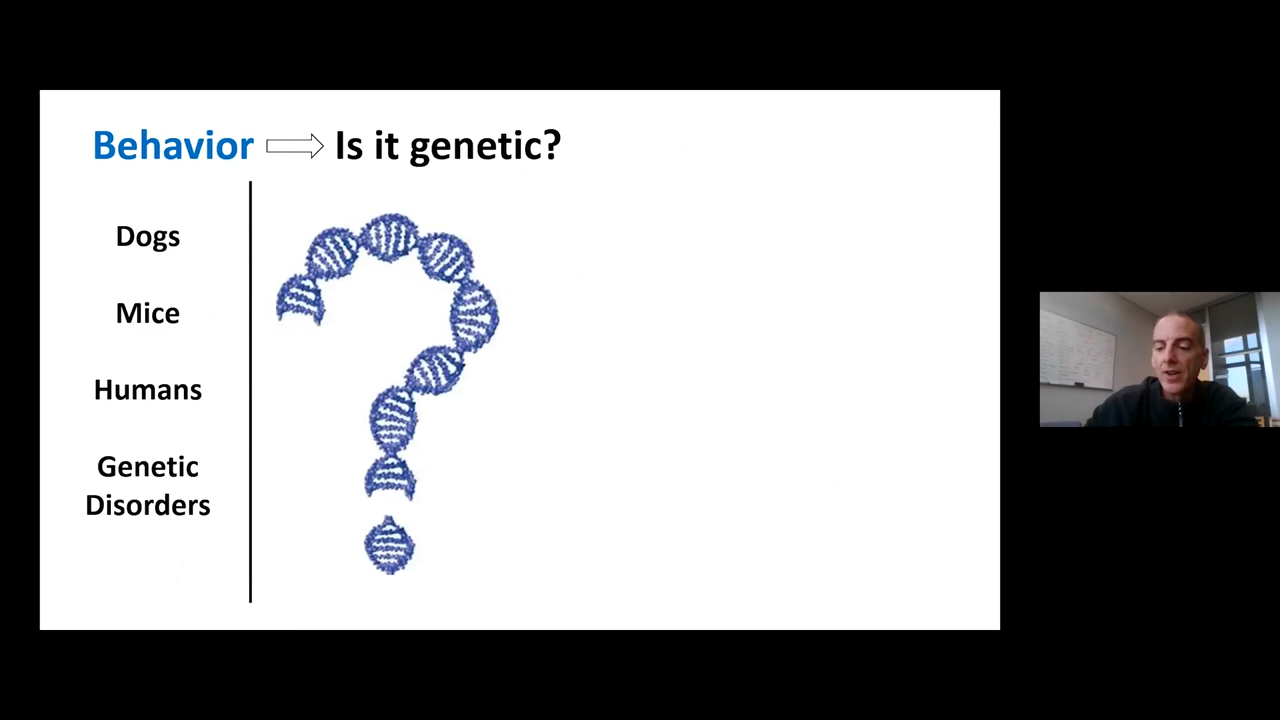 Behavior Is it genetic?
Dogs
Mice
Humans
Genetic
Disorders